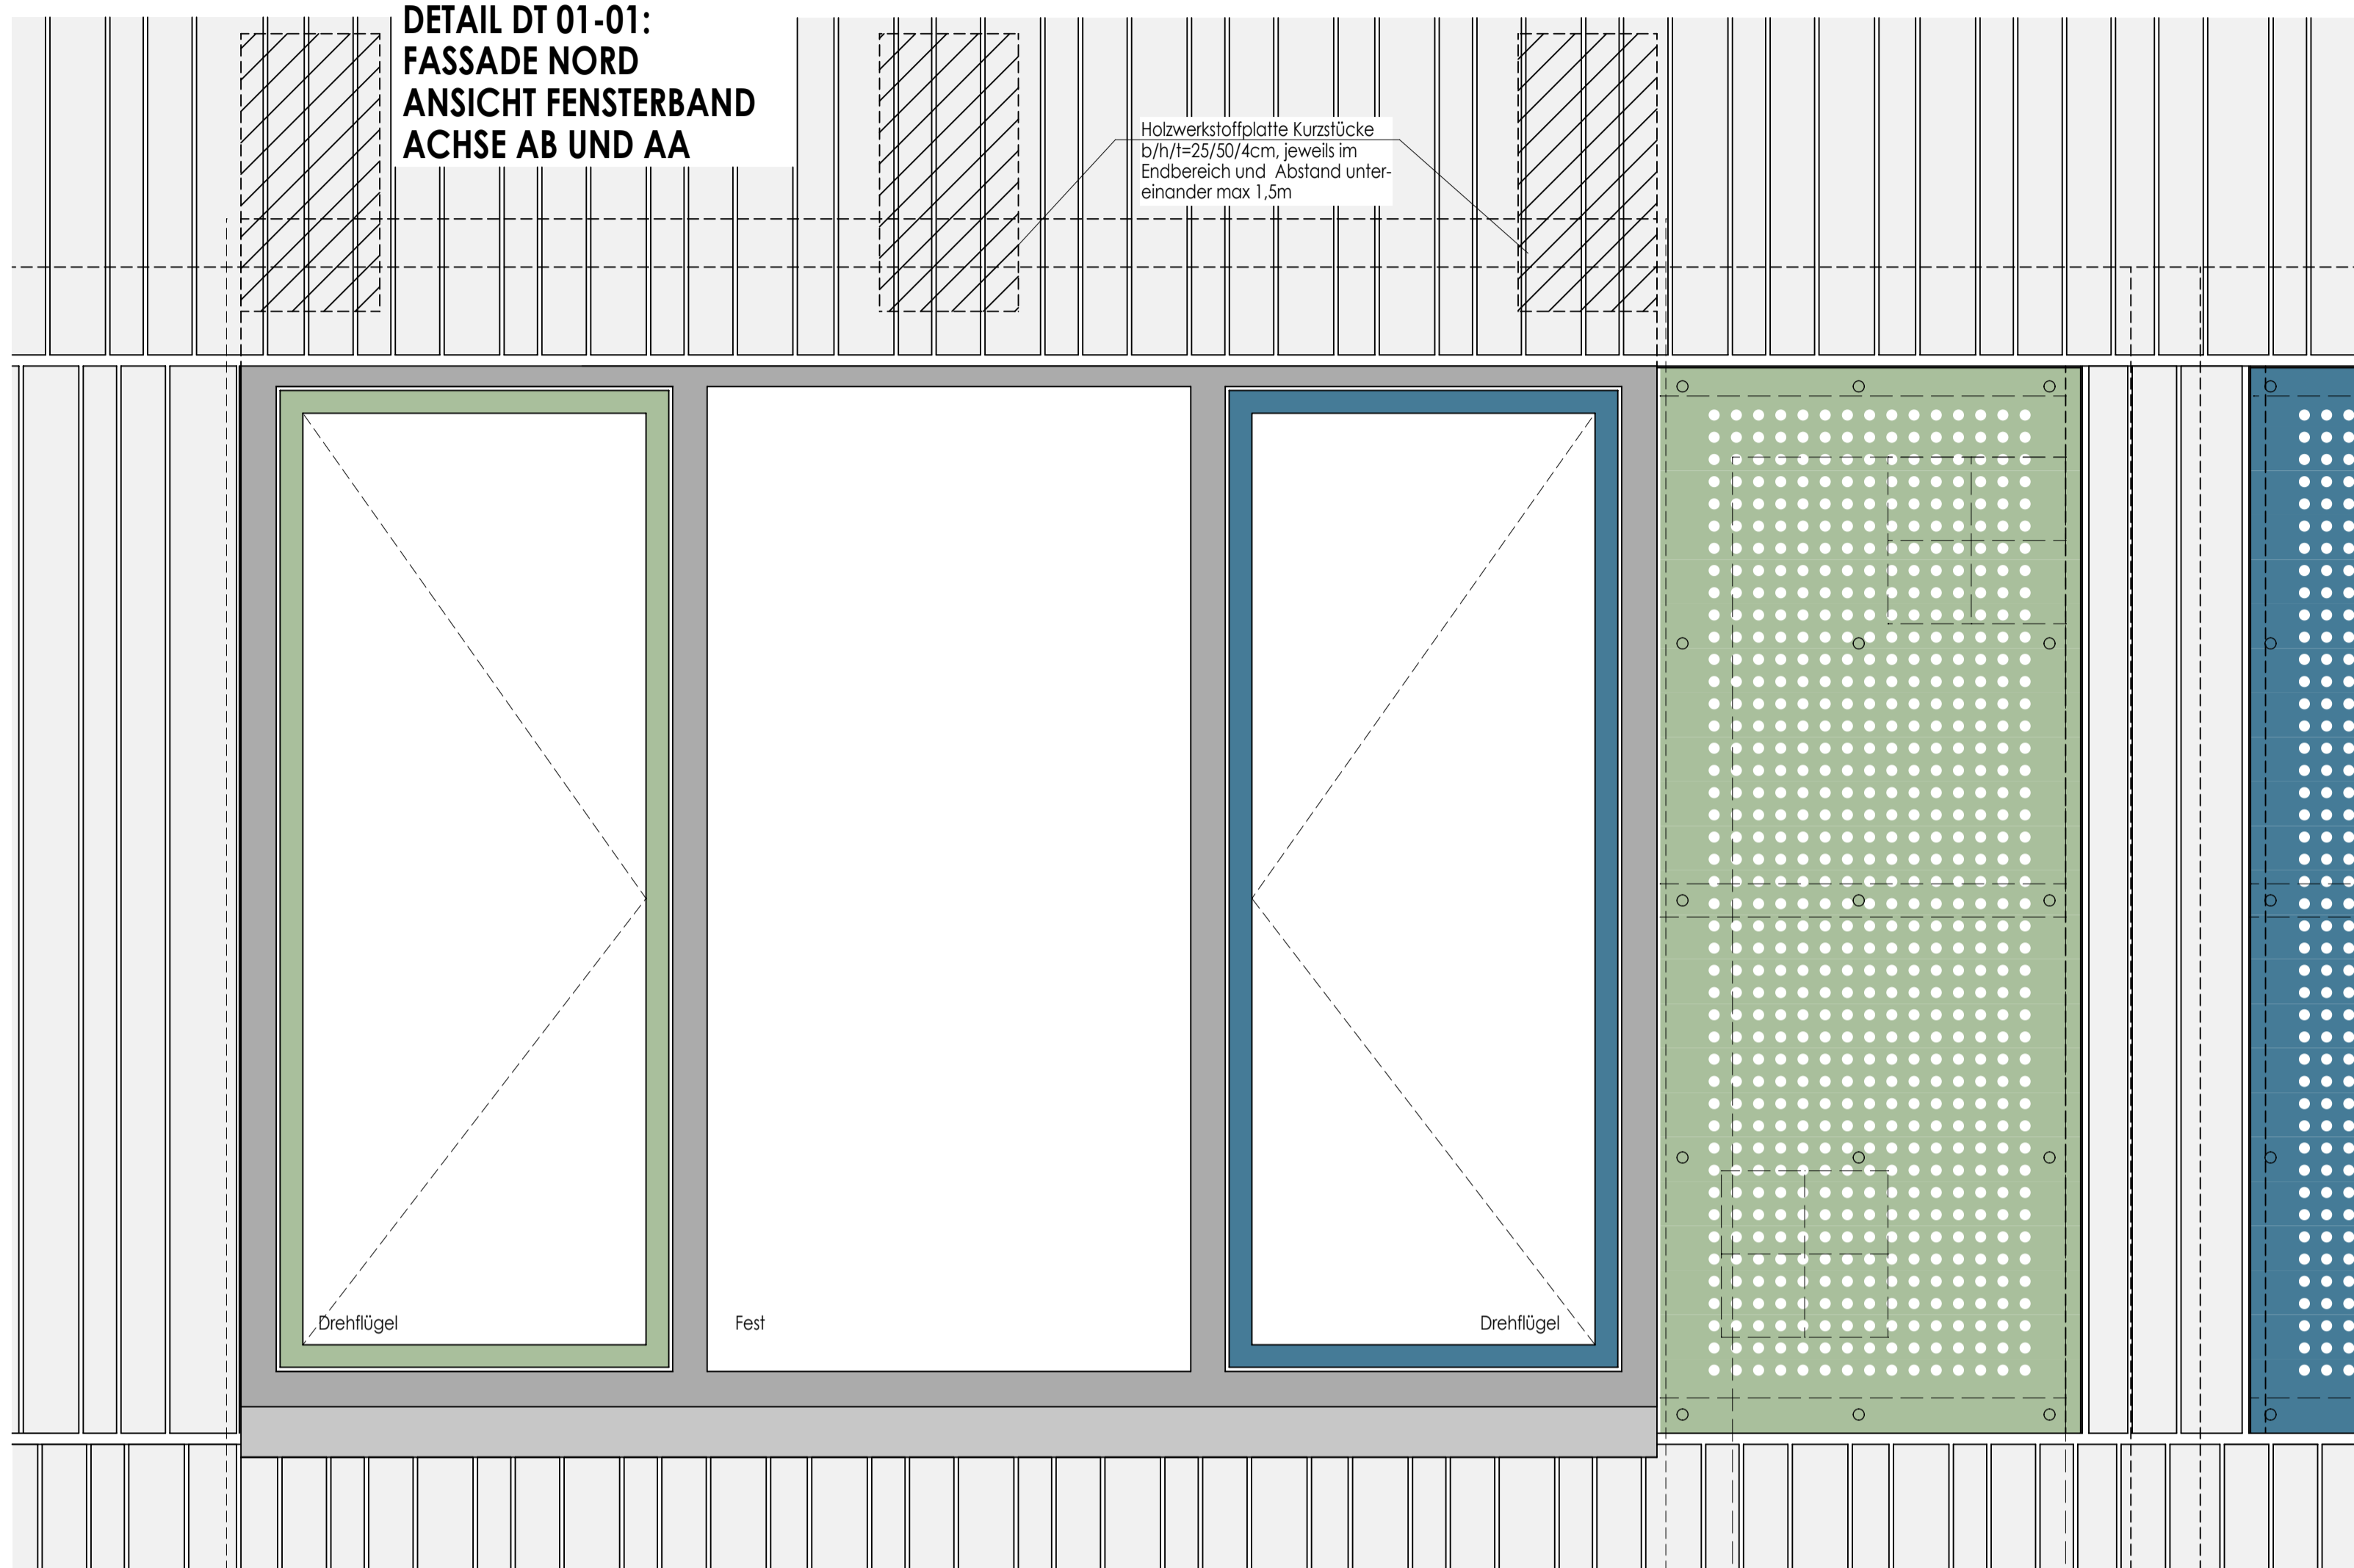 DETAIL DT 01-01:
FASSADE NORD
ANSICHT FENSTERBAND
ACHSE AB UND AA
Holzwerkstoffplatte Kurzstücke
b/h/t=25/50/4cm, jeweils im
Endbereich und Abstand unter-
einander max 1,5m
Drehflügel
Fest
Drehflügel